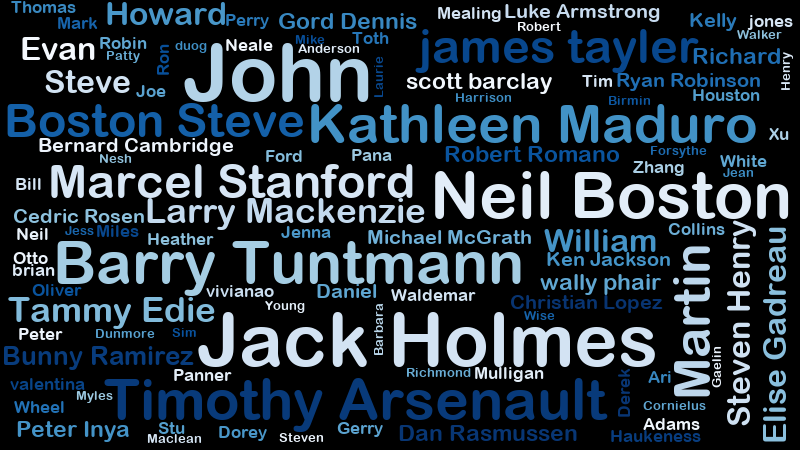 Thomas
Mark
Howard
Perry
Gord Dennis
Mealing
Luke Armstrong
Robert
Kelly
jones
Walker
Evan
Robin
Patty
duog
Ron
Neale
Mike
Anderson
Toth
Laurie
james tayler
Richard
Henry
Steve
Joe
John
scott barclay
Tim
Ryan Robinson
Harrison
Birmin
Houston
Boston Steve
Kathleen Maduro
Xu
Bernard Cambridge
Nesh
Ford
Pana
Robert Romano
Forsythe
Zhang
White
Jean
Bill
Marcel Stanford
Neil Boston
Cedric Rosen
Larry Mackenzie
Neil
Jess
Miles
Heather
Jenna
Michael McGrath
William
Collins
Otto
brian
Barry Tuntmann
Ken Jackson
wally phair
Oliver
vivianao
Daniel
Waldemar
Christian Lopez
Young
Wise
Tammy Edie
Martin
Steven Henry
Elise Gadreau
Peter
Dunmore
Sim
Jack Holmes
Barbara
Gaelin
Bunny Ramirez
Panner
Richmond
Mulligan
Derek
Ari
valentina
Myles
Timothy Arsenault
Cornielus
Wheel
Adams
Peter Inya
Stu
Maclean
Dorey
Steven
Gerry
Dan Rasmussen
Haukeness